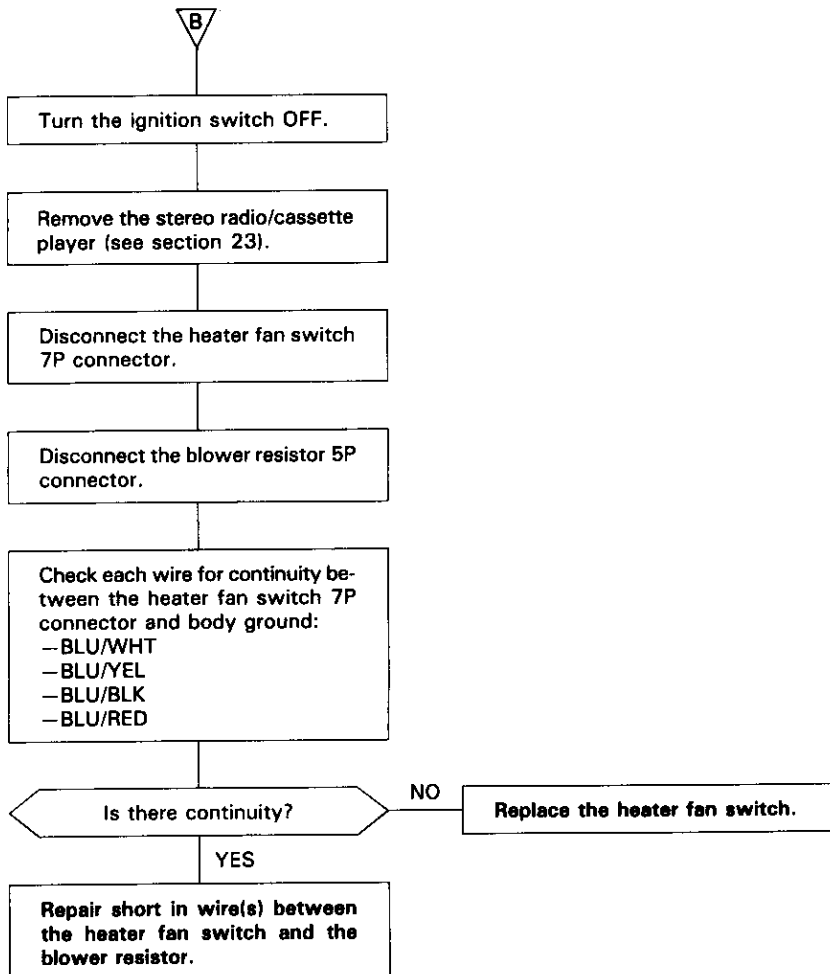 B
Turn the ignition switch OFF.
Remove the stereo radio/cassette
player (see section 23).
Disconnect the heater fan switch
7P connector.
Disconnect the blower resistor 5P
connector.
Check each wire for continuity be-
tween the heater fan switch 7P
connector and body ground:
—BLU/WHT
—BLU/YEL
—BLU/BLK
—BLU/RED
Is there continuity?
NO
Replace the heater fan switch.
YES
Repair short in wire(s) between
the heater fan switch and the
blower resistor.